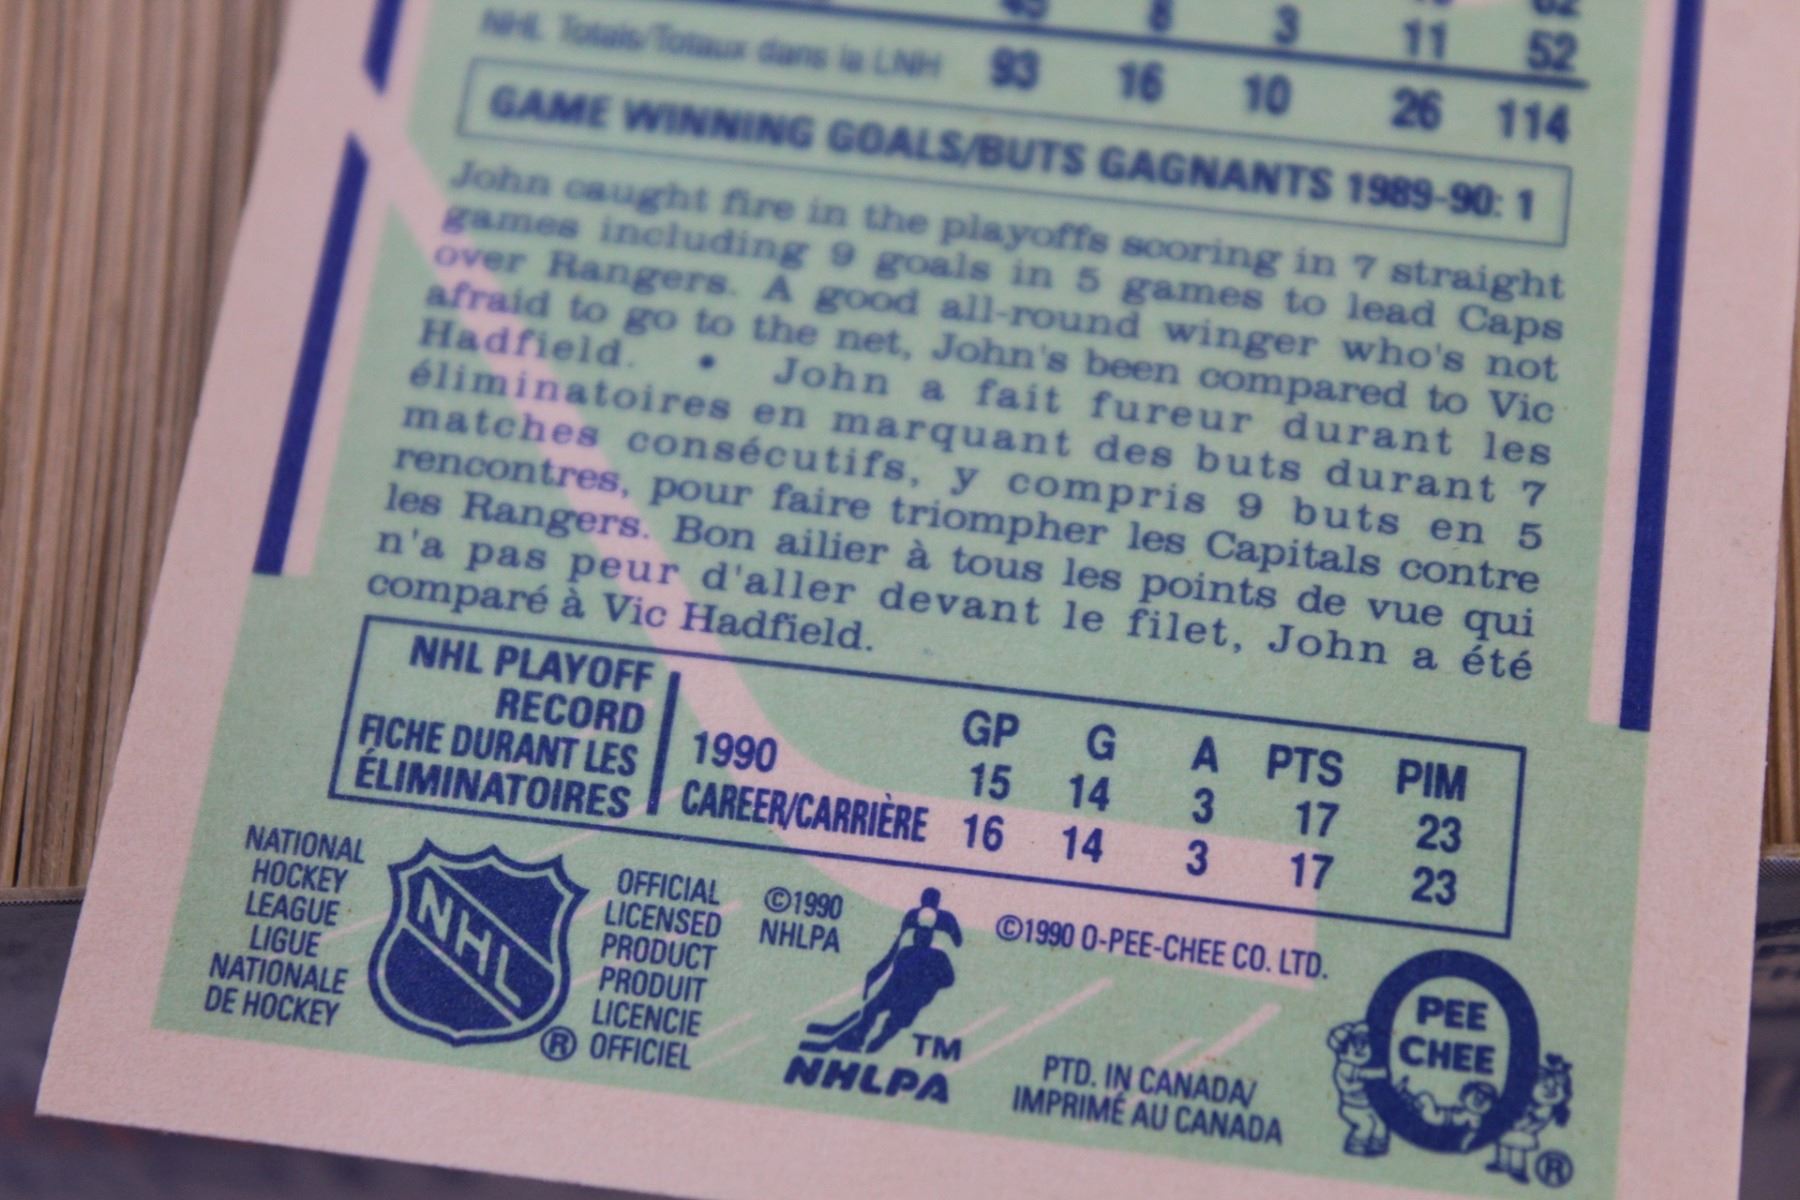 45 8 3 11 52
NHL Totals/Totaux dans la LNH 93 16 10 26 114
GAME WINNING GOALS/BUTS GAGNANTS 1989-90: 1
John caught fire in the playoffs scoring in 7 straight
games including 9 goals in 5 games to lead Caps
over Rangers. A good all-round winger who's not
afraid to go to the net, John's been compared to Vic
Hadfield. • John a fait fureur durant les
éliminatoires en marquant des buts durant 7
matches consécutifs, y compris 9 buts en 5
rencontres, pour faire triompher les Capitals contre
les Rangers. Bon ailier à tous les points de vue qui
n'a pas peur d'aller devant le filet, John a été
comparé à Vic Hadfield.
NHL PLAYOFF
RECORD
FICHE DURANT LES
ÉLIMINATOIRES
GP G A PTS PIM
1990 15 14 3 17 23
CAREER/CARRIÈRE 16 14 3 17 23
NATIONAL
HOCKEY
LEAGUE
LIGUE
NATIONALE
DE HOCKEY
NHL
®
OFFICIAL
LICENSED
PRODUCT
PRODUIT
LICENCIE
OFFICIEL
©1990
NHLPA
TM
NHLPA
©1990 O-PEE-CHEE CO. LTD.
PTD. IN CANADA/
IMPRIMÉ AU CANADA
O
PEE
CHEE
®